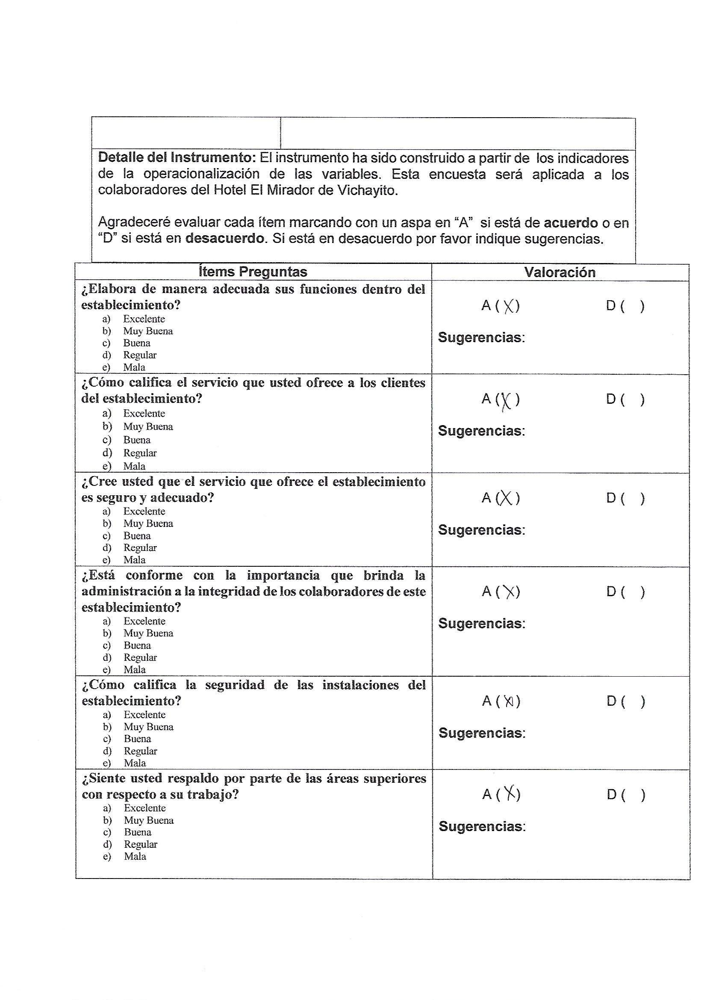 Detalle del Instrumento: El instrumento ha sido construido a partir de los indicadores
de la operacionalización de las variables. Esta encuesta será aplicada a los
colaboradores del Hotel El Mirador de Vichayito.
Agradeceré evaluar cada ítem marcando con un aspa en “A” si está de acuerdo o en
“D” si está en desacuerdo. Si está en desacuerdo por favor indique sugerencias.
Ítems Preguntas
Valoración
¿Elabora de manera adecuada sus funciones dentro del
establecimiento?
a) Excelente
b) Muy Buena
c) Buena
d) Regular
e) Mala
A (X) D ( )
Sugerencias:
¿Cómo califica el servicio que usted ofrece a los clientes
del establecimiento?
a) Excelente
b) Muy Buena
c) Buena
d) Regular
e) Mala
A (X) D ( )
Sugerencias:
¿Cree usted que el servicio que ofrece el establecimiento
es seguro y adecuado?
a) Excelente
b) Muy Buena
c) Buena
d) Regular
e) Mala
A (X) D ( )
Sugerencias:
¿Está conforme con la importancia que brinda la
administración a la integridad de los colaboradores de este
establecimiento?
a) Excelente
b) Muy Buena
c) Buena
d) Regular
e) Mala
A (X) D ( )
Sugerencias:
¿Cómo califica la seguridad de las instalaciones del
establecimiento?
a) Excelente
b) Muy Buena
c) Buena
d) Regular
e) Mala
A (X) D ( )
Sugerencias:
¿Siente usted respaldo por parte de las áreas superiores
con respecto a su trabajo?
a) Excelente
b) Muy Buena
c) Buena
d) Regular
e) Mala
A (X) D ( )
Sugerencias: